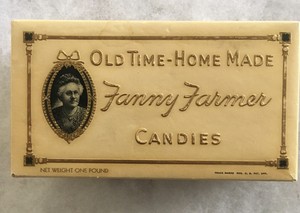 OLD TIME-HOME MADE
Fanny Farmer
CANDIES
NET WEIGHT ONE POUND